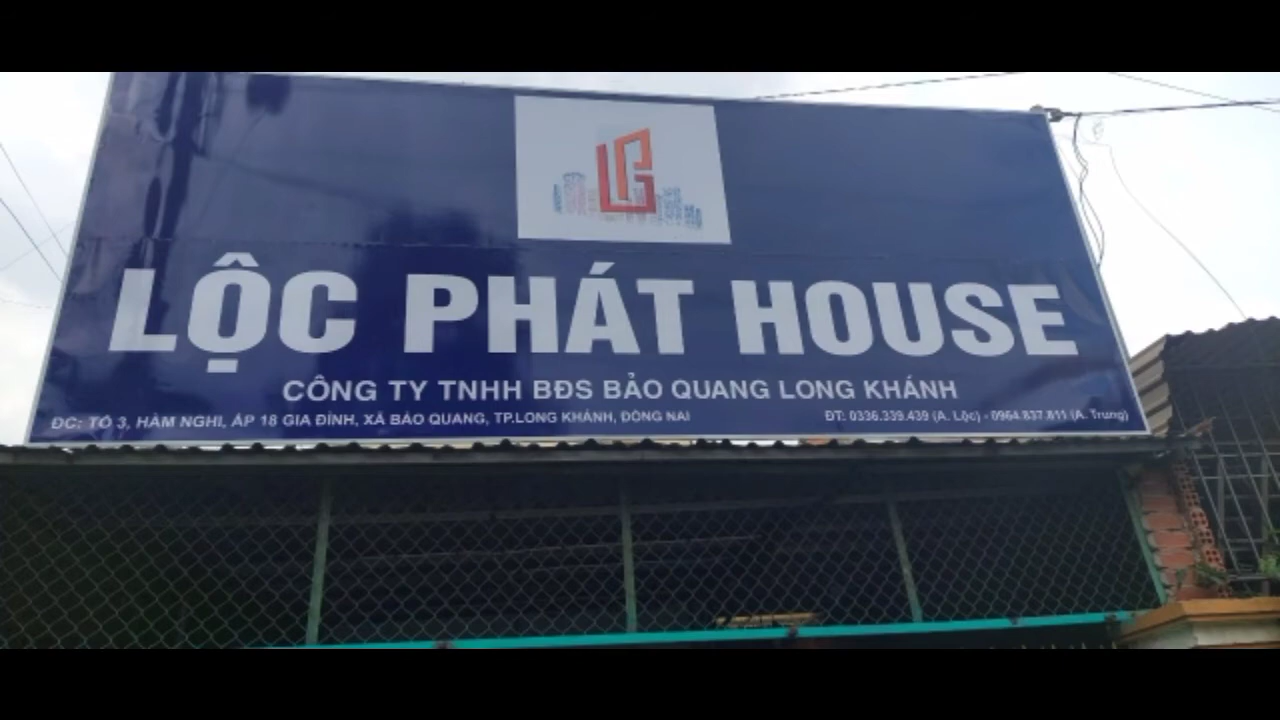 LỘC PHÁT HOUSE
CÔNG TY TNHH BĐS BẢO QUANG LONG KHÁNH
ĐC: TỔ 3, HÀM NGHI, ẤP 18 GIA ĐÌNH, XÃ BẢO QUANG, TP.LONG KHÁNH, ĐỒNG NAI
ĐT: 0336.339.439 (A. Lộc) - 0964.837.811 (A. Trung)